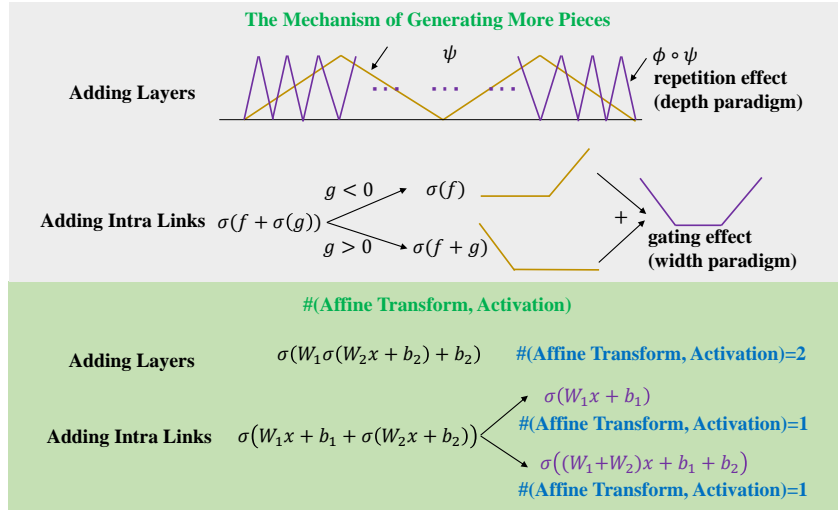 The Mechanism of Generating More Pieces
Adding Layers
ψ
ϕ ∘ ψ
repetition effect
(depth paradigm)
... ... ...
Adding Intra Links
σ(f + σ(g))
g < 0
σ(f)
g > 0
σ(f + g)
+
gating effect
(width paradigm)
#(Affine Transform, Activation)
Adding Layers
σ(W₁σ(W₂x + b₂) + b₂)
#(Affine Transform, Activation)=2
Adding Intra Links
σ(W₁x + b₁ + σ(W₂x + b₂))
σ(W₁x + b₁)
#(Affine Transform, Activation)=1
σ((W₁+W₂)x + b₁ + b₂)
#(Affine Transform, Activation)=1